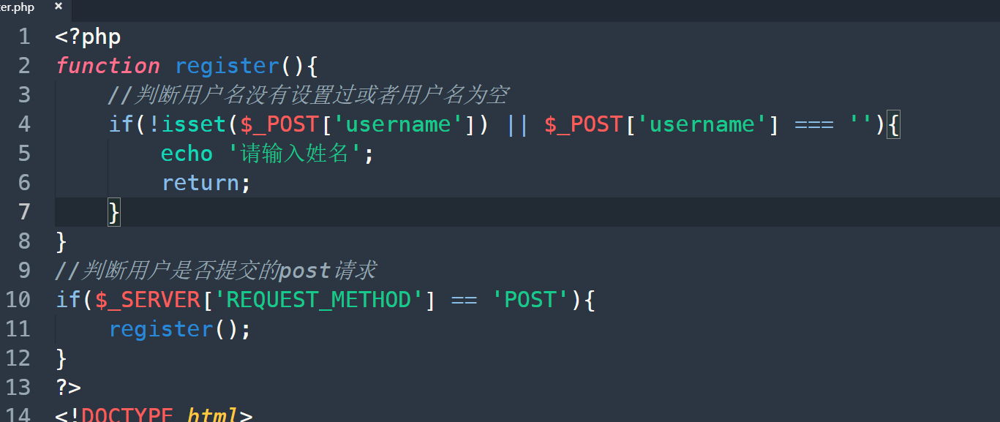 er.php ×
1 <?php
2 function register(){
3 //判断用户名没有设置过或者用户名为空
4 if(!isset($_POST['username']) || $_POST['username'] === ''){
5 echo '请输入姓名';
6 return;
7 }
8 }
9 //判断用户是否提交的post请求
10 if($_SERVER['REQUEST_METHOD'] == 'POST'){
11 register();
12 }
13 ?>
14 <!DOCTYPE html>